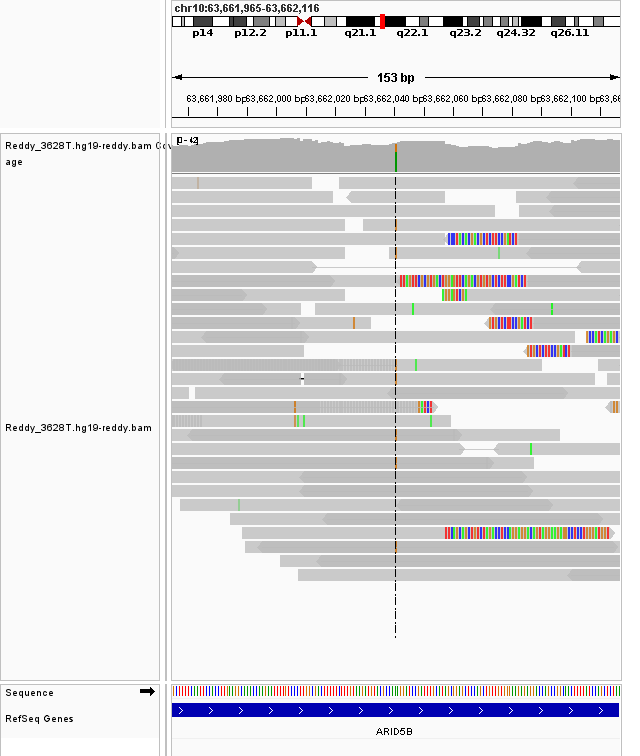 chr10:63,661,965-63,662,116
p14 p12.2 p11.1 q21.1 q22.1 q23.2 q24.32 q26.11
153 bp
63,661,980 bp 63,662,000 bp 63,662,020 bp 63,662,040 bp 63,662,060 bp 63,662,080 bp 63,662,100 bp 63,66
[0 - 42]
Reddy_3628T.hg19-reddy.bam Cov
age
Reddy_3628T.hg19-reddy.bam
Sequence
RefSeq Genes
ARID5B